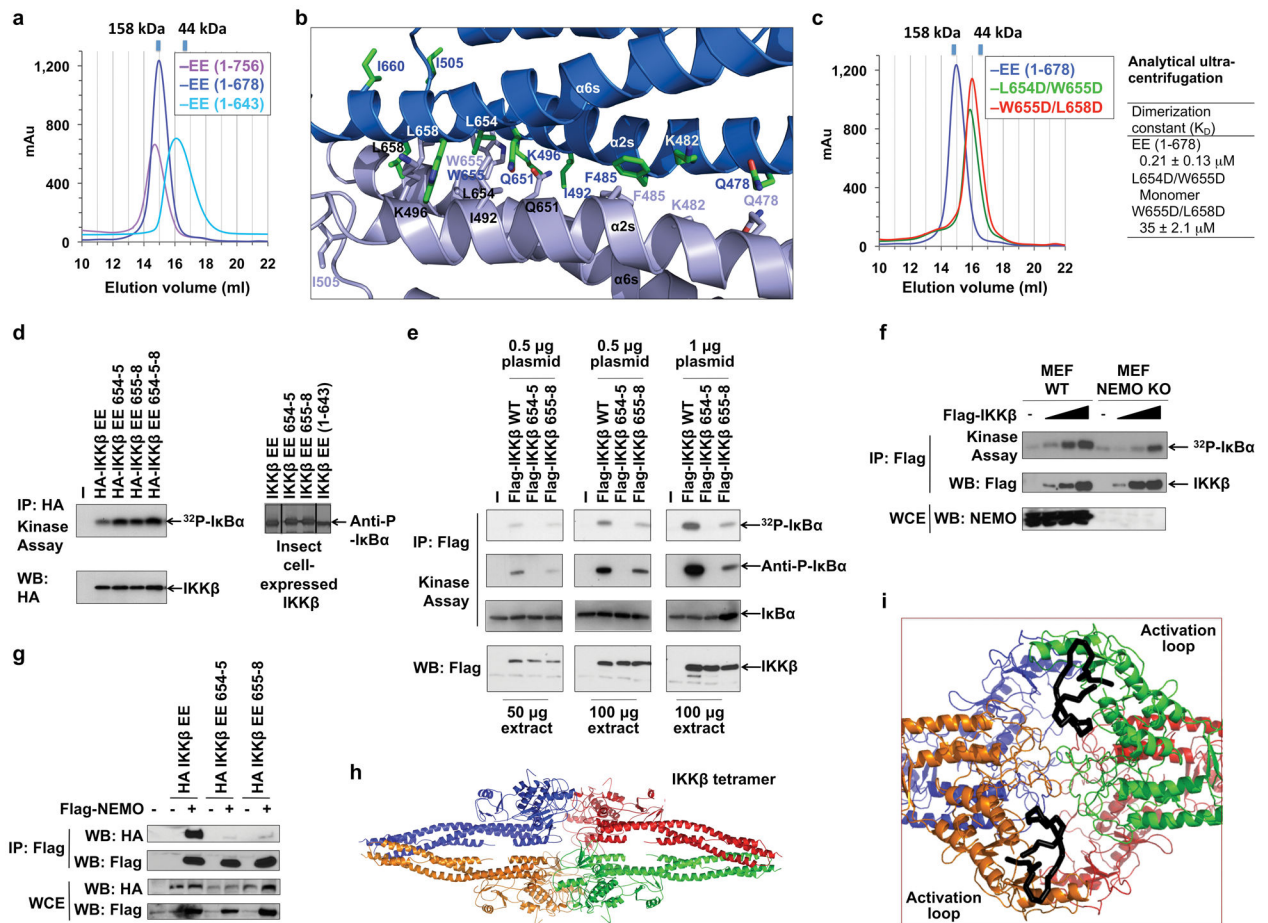 a
158 kDa 44 kDa
–EE (1-756)
–EE (1-678)
–EE (1-643)
1,200
900
800
400
0
mAu
10 12 14 16 18 20 22
Elution volume (ml)
b
I660
I505
α6s
L658
L654
L658
W655
W655
Q651
K496
α2s
K482
I492
F485
Q478
L654
K496
I492
Q651
F485
α2s
K482
Q478
I505
α6s
c
158 kDa 44 kDa
–EE (1-678)
–L654D/W655D
–W655D/L658D
1,200
900
800
400
0
mAu
10 12 14 16 18 20 22
Elution volume (ml)
Analytical ultra-
centrifugation
Dimerization
constant (KD)
EE (1-678)
0.21 ± 0.13 μM
L654D/W655D
Monomer
W655D/L658D
35 ± 2.1 μM
d
–
HA-IKKβ EE
HA-IKKβ EE 654-5
HA-IKKβ EE 655-8
HA-IKKβ EE 654-5-8
IP: HA
Kinase
Assay
32P-IκBα
WB:
HA
IKKβ
IKKβ EE
IKKβ EE 654-5
IKKβ EE 655-8
IKKβ EE (1-643)
Anti-P
-IκBα
Insect
cell-
expressed
IKKβ
e
0.5 μg
plasmid
0.5 μg
plasmid
1 μg
plasmid
–
Flag-IKKβ WT
Flag-IKKβ 654-5
Flag-IKKβ 655-8
–
Flag-IKKβ WT
Flag-IKKβ 654-5
Flag-IKKβ 655-8
–
Flag-IKKβ WT
Flag-IKKβ 654-5
Flag-IKKβ 655-8
IP: Flag
Kinase
Assay
32P-IκBα
Anti-P-IκBα
IκBα
WB: Flag
IKKβ
50 μg
extract
100 μg
extract
100 μg
extract
f
MEF
WT
MEF
NEMO KO
Flag-IKKβ - -
IP: Flag
Kinase
Assay
32P-IκBα
WB: Flag
IKKβ
WCE WB: NEMO
g
HA IKKβ EE
HA IKKβ EE 654-5
HA IKKβ EE 655-8
Flag-NEMO - - + - + - +
IP: Flag
WB: HA
WB: Flag
WCE
WB: HA
WB: Flag
h
IKKβ tetramer
i
Activation
loop
Activation
loop